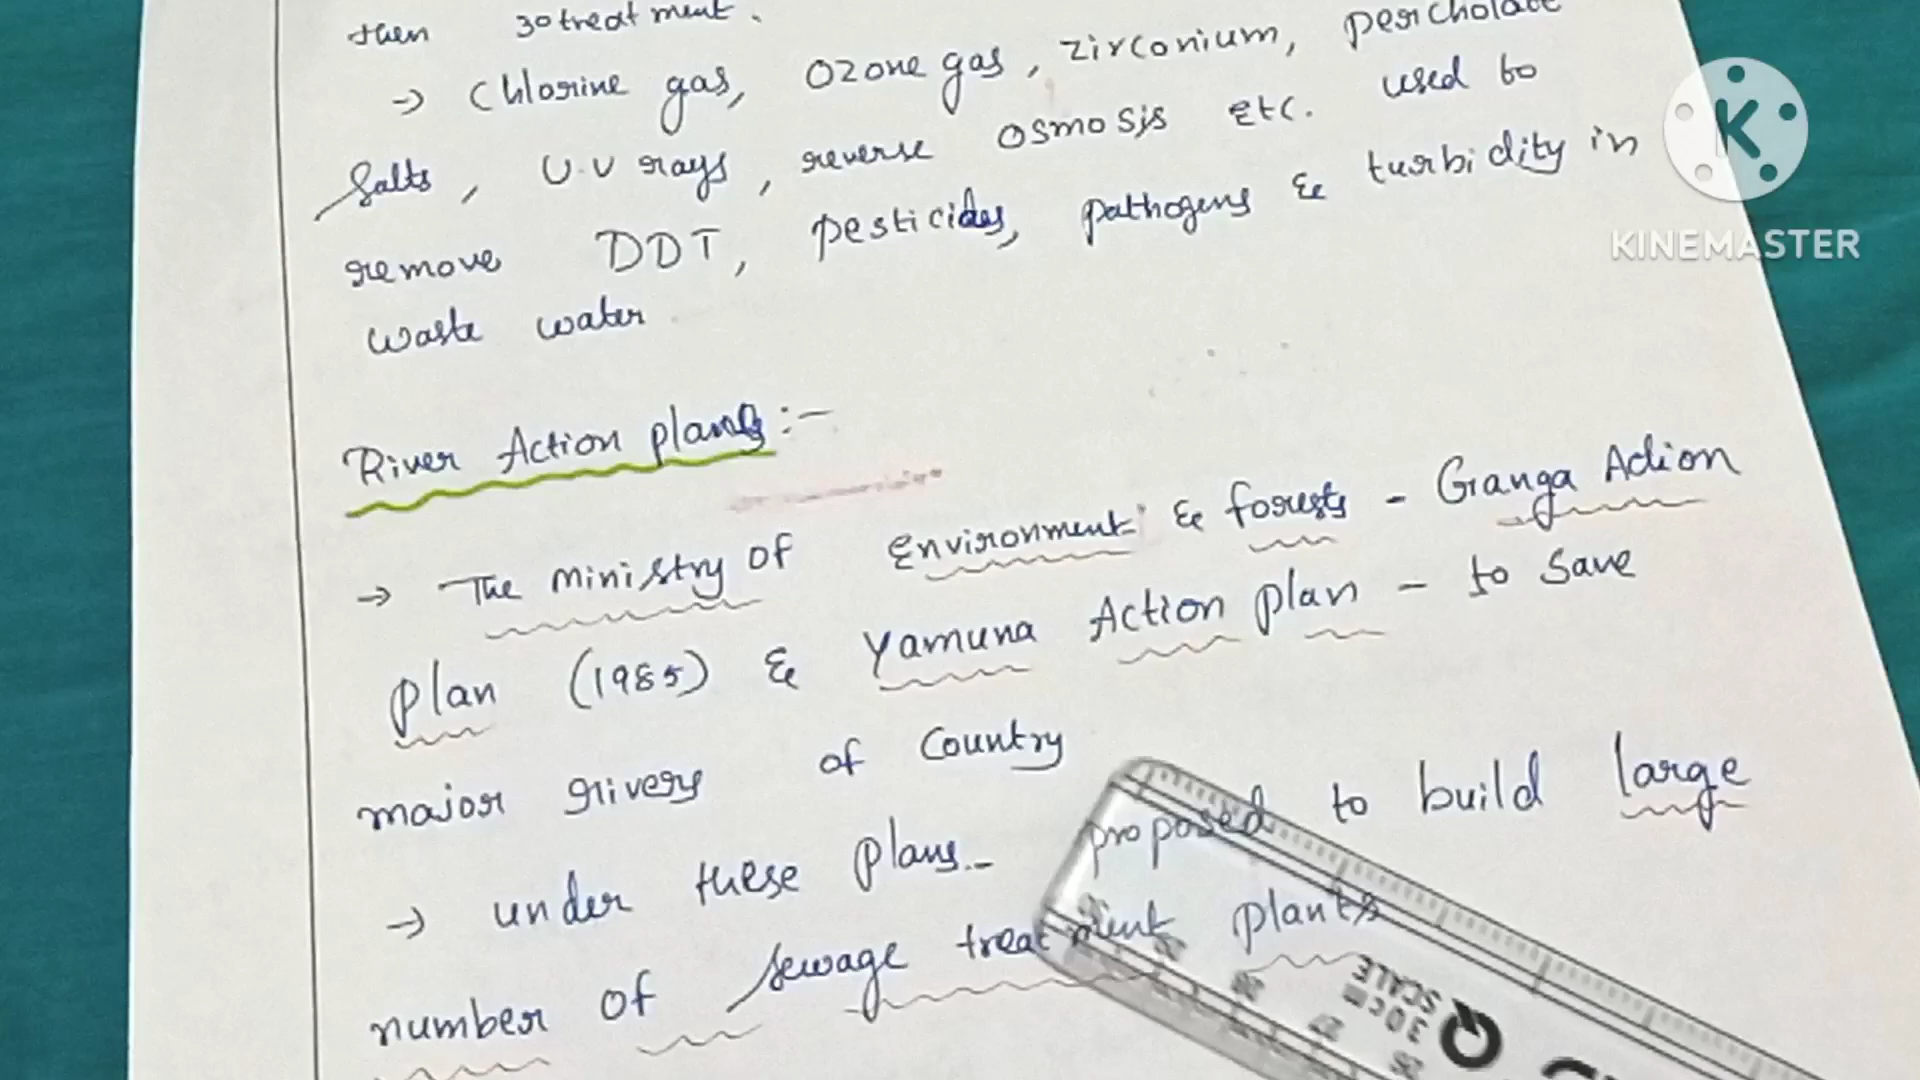 then 3° treatment.
→ Chlorine gas, Ozone gas, zirconium, percholate
Salts, U.V rays, reverse osmosis etc. used to
remove DDT, pesticides, pathogens & turbidity in
waste water
River Action plans :-
→ The ministry of Environment & forests - Ganga Action
plan (1985) & Yamuna Action plan - to save
major rivers of country
→ under these plans - proposed to build large
number of sewage treatment plants
KINEMASTER
30cm
SCALE